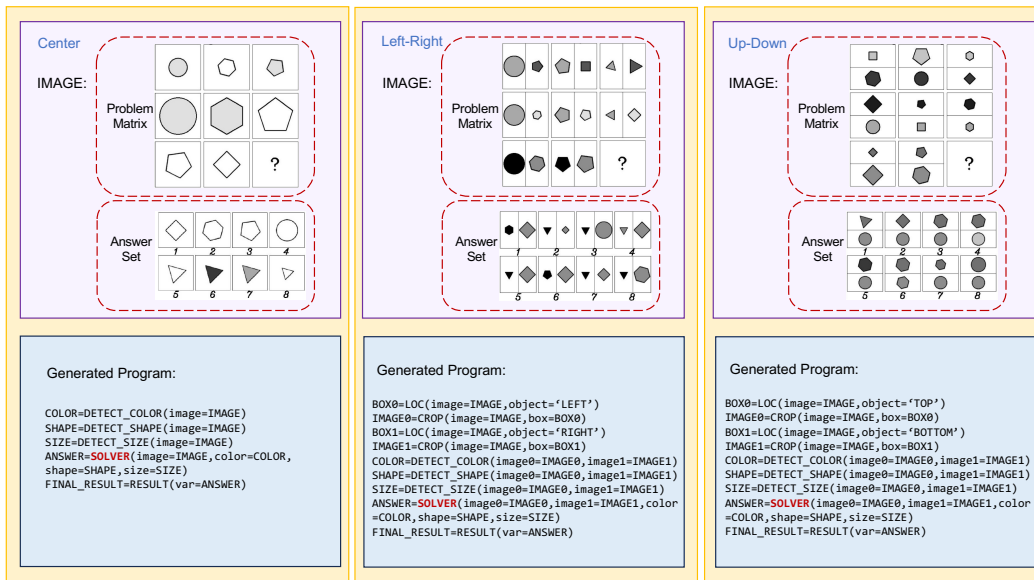 Center
IMAGE:
Problem
Matrix
?
Answer
Set
1 2 3 4
5 6 7 8
Generated Program:
COLOR=DETECT_COLOR(image=IMAGE)
SHAPE=DETECT_SHAPE(image=IMAGE)
SIZE=DETECT_SIZE(image=IMAGE)
ANSWER=SOLVER(image=IMAGE,color=COLOR,
shape=SHAPE,size=SIZE)
FINAL_RESULT=RESULT(var=ANSWER)
Left-Right
IMAGE:
Problem
Matrix
?
Answer
Set
1 2 3 4
5 6 7 8
Generated Program:
BOX0=LOC(image=IMAGE,object=‘LEFT’)
IMAGE0=CROP(image=IMAGE,box=BOX0)
BOX1=LOC(image=IMAGE,object=‘RIGHT’)
IMAGE1=CROP(image=IMAGE,box=BOX1)
COLOR=DETECT_COLOR(image0=IMAGE0,image1=IMAGE1)
SHAPE=DETECT_SHAPE(image0=IMAGE0,image1=IMAGE1)
SIZE=DETECT_SIZE(image0=IMAGE0,image1=IMAGE1)
ANSWER=SOLVER(image0=IMAGE0,image1=IMAGE1,color
=COLOR,shape=SHAPE,size=SIZE)
FINAL_RESULT=RESULT(var=ANSWER)
Up-Down
IMAGE:
Problem
Matrix
?
Answer
Set
1 2 3 4
5 6 7 8
Generated Program:
BOX0=LOC(image=IMAGE,object=‘TOP’)
IMAGE0=CROP(image=IMAGE,box=BOX0)
BOX1=LOC(image=IMAGE,object=‘BOTTOM’)
IMAGE1=CROP(image=IMAGE,box=BOX1)
COLOR=DETECT_COLOR(image0=IMAGE0,image1=IMAGE1)
SHAPE=DETECT_SHAPE(image0=IMAGE0,image1=IMAGE1)
SIZE=DETECT_SIZE(image0=IMAGE0,image1=IMAGE1)
ANSWER=SOLVER(image0=IMAGE0,image1=IMAGE1,color
=COLOR,shape=SHAPE,size=SIZE)
FINAL_RESULT=RESULT(var=ANSWER)